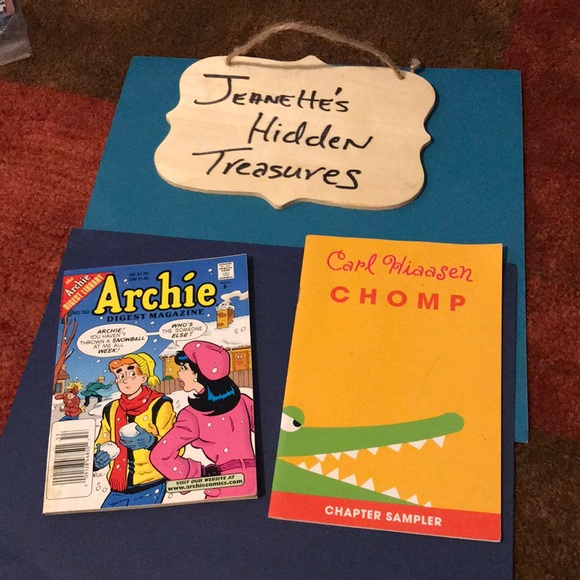 Jeanette's
Hidden
Treasures
Archie
DIGEST LIBRARY
Archie
DIGEST MAGAZINE
ARCHIE!
YOU HAVEN'T
THROWN A SNOWBALL
AT ME ALL
WEEK!
WHO'S
THE SOMEONE
ELSE?
VISIT OUR WEBSITE AT
www.archiecomics.com
Carl Hiaasen
CHOMP
CHAPTER SAMPLER